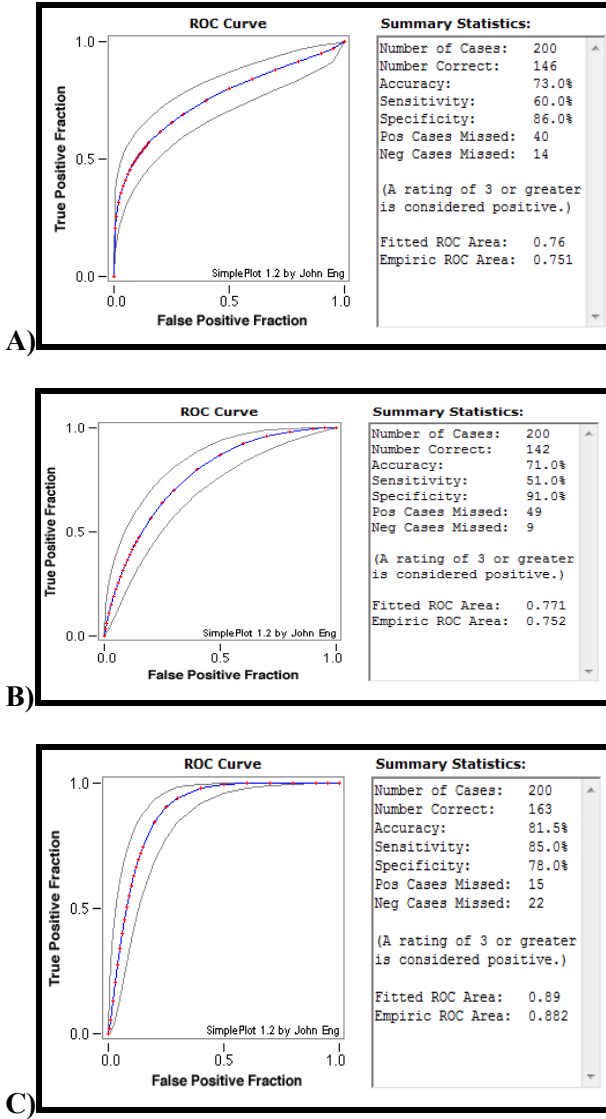 ROC Curve
Summary Statistics:
1.0
0.5
0.0
True Positive Fraction
SimplePlot 1.2 by John Eng
0.0 0.5 1.0
False Positive Fraction
Number of Cases: 200
Number Correct: 146
Accuracy: 73.0%
Sensitivity: 60.0%
Specificity: 86.0%
Pos Cases Missed: 40
Neg Cases Missed: 14
(A rating of 3 or greater
is considered positive.)
Fitted ROC Area: 0.76
Empiric ROC Area: 0.751
A)
ROC Curve
Summary Statistics:
1.0
0.5
0.0
True Positive Fraction
SimplePlot 1.2 by John Eng
0.0 0.5 1.0
False Positive Fraction
Number of Cases: 200
Number Correct: 142
Accuracy: 71.0%
Sensitivity: 51.0%
Specificity: 91.0%
Pos Cases Missed: 49
Neg Cases Missed: 9
(A rating of 3 or greater
is considered positive.)
Fitted ROC Area: 0.771
Empiric ROC Area: 0.752
B)
ROC Curve
Summary Statistics:
1.0
0.5
0.0
True Positive Fraction
SimplePlot 1.2 by John Eng
0.0 0.5 1.0
False Positive Fraction
Number of Cases: 200
Number Correct: 163
Accuracy: 81.5%
Sensitivity: 85.0%
Specificity: 78.0%
Pos Cases Missed: 15
Neg Cases Missed: 22
(A rating of 3 or greater
is considered positive.)
Fitted ROC Area: 0.89
Empiric ROC Area: 0.882
C)